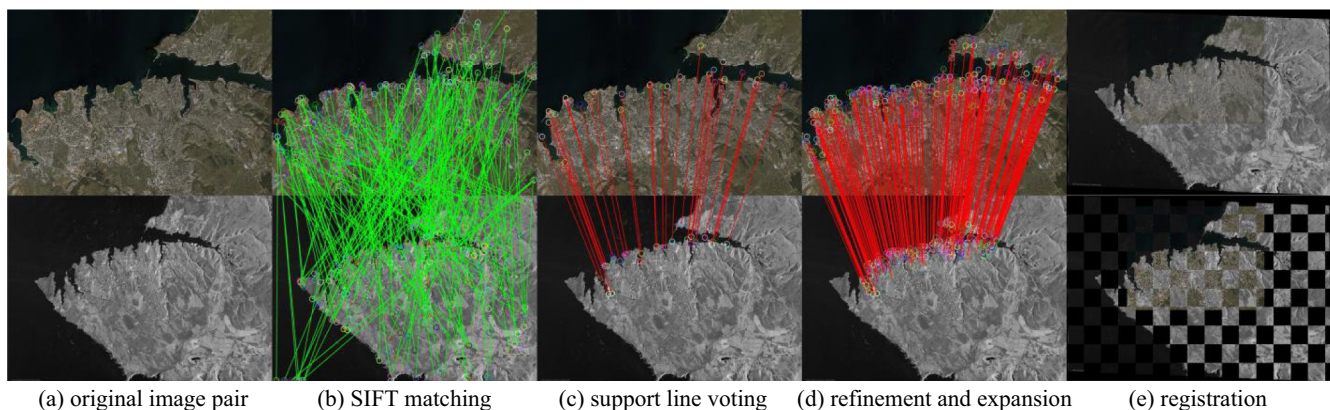 (a) original image pair
(b) SIFT matching
(c) support line voting
(d) refinement and expansion
(e) registration